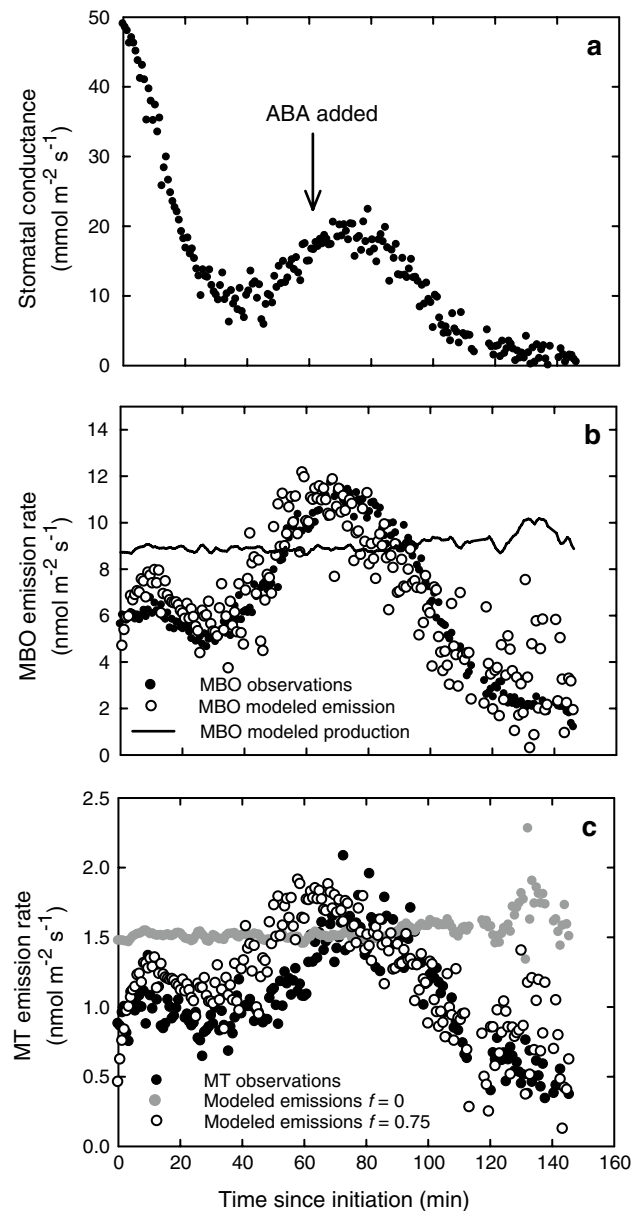 a
50
40
30
20
10
0
Stomatal conductance
(mmol m⁻² s⁻¹)
ABA added
b
14
12
10
8
6
4
2
0
MBO emission rate
(nmol m⁻² s⁻¹)
MBO observations
MBO modeled emission
MBO modeled production
c
2.5
2.0
1.5
1.0
0.5
0.0
MT emission rate
(nmol m⁻² s⁻¹)
MT observations
Modeled emissions f = 0
Modeled emissions f = 0.75
0 20 40 60 80 100 120 140 160
Time since initiation (min)